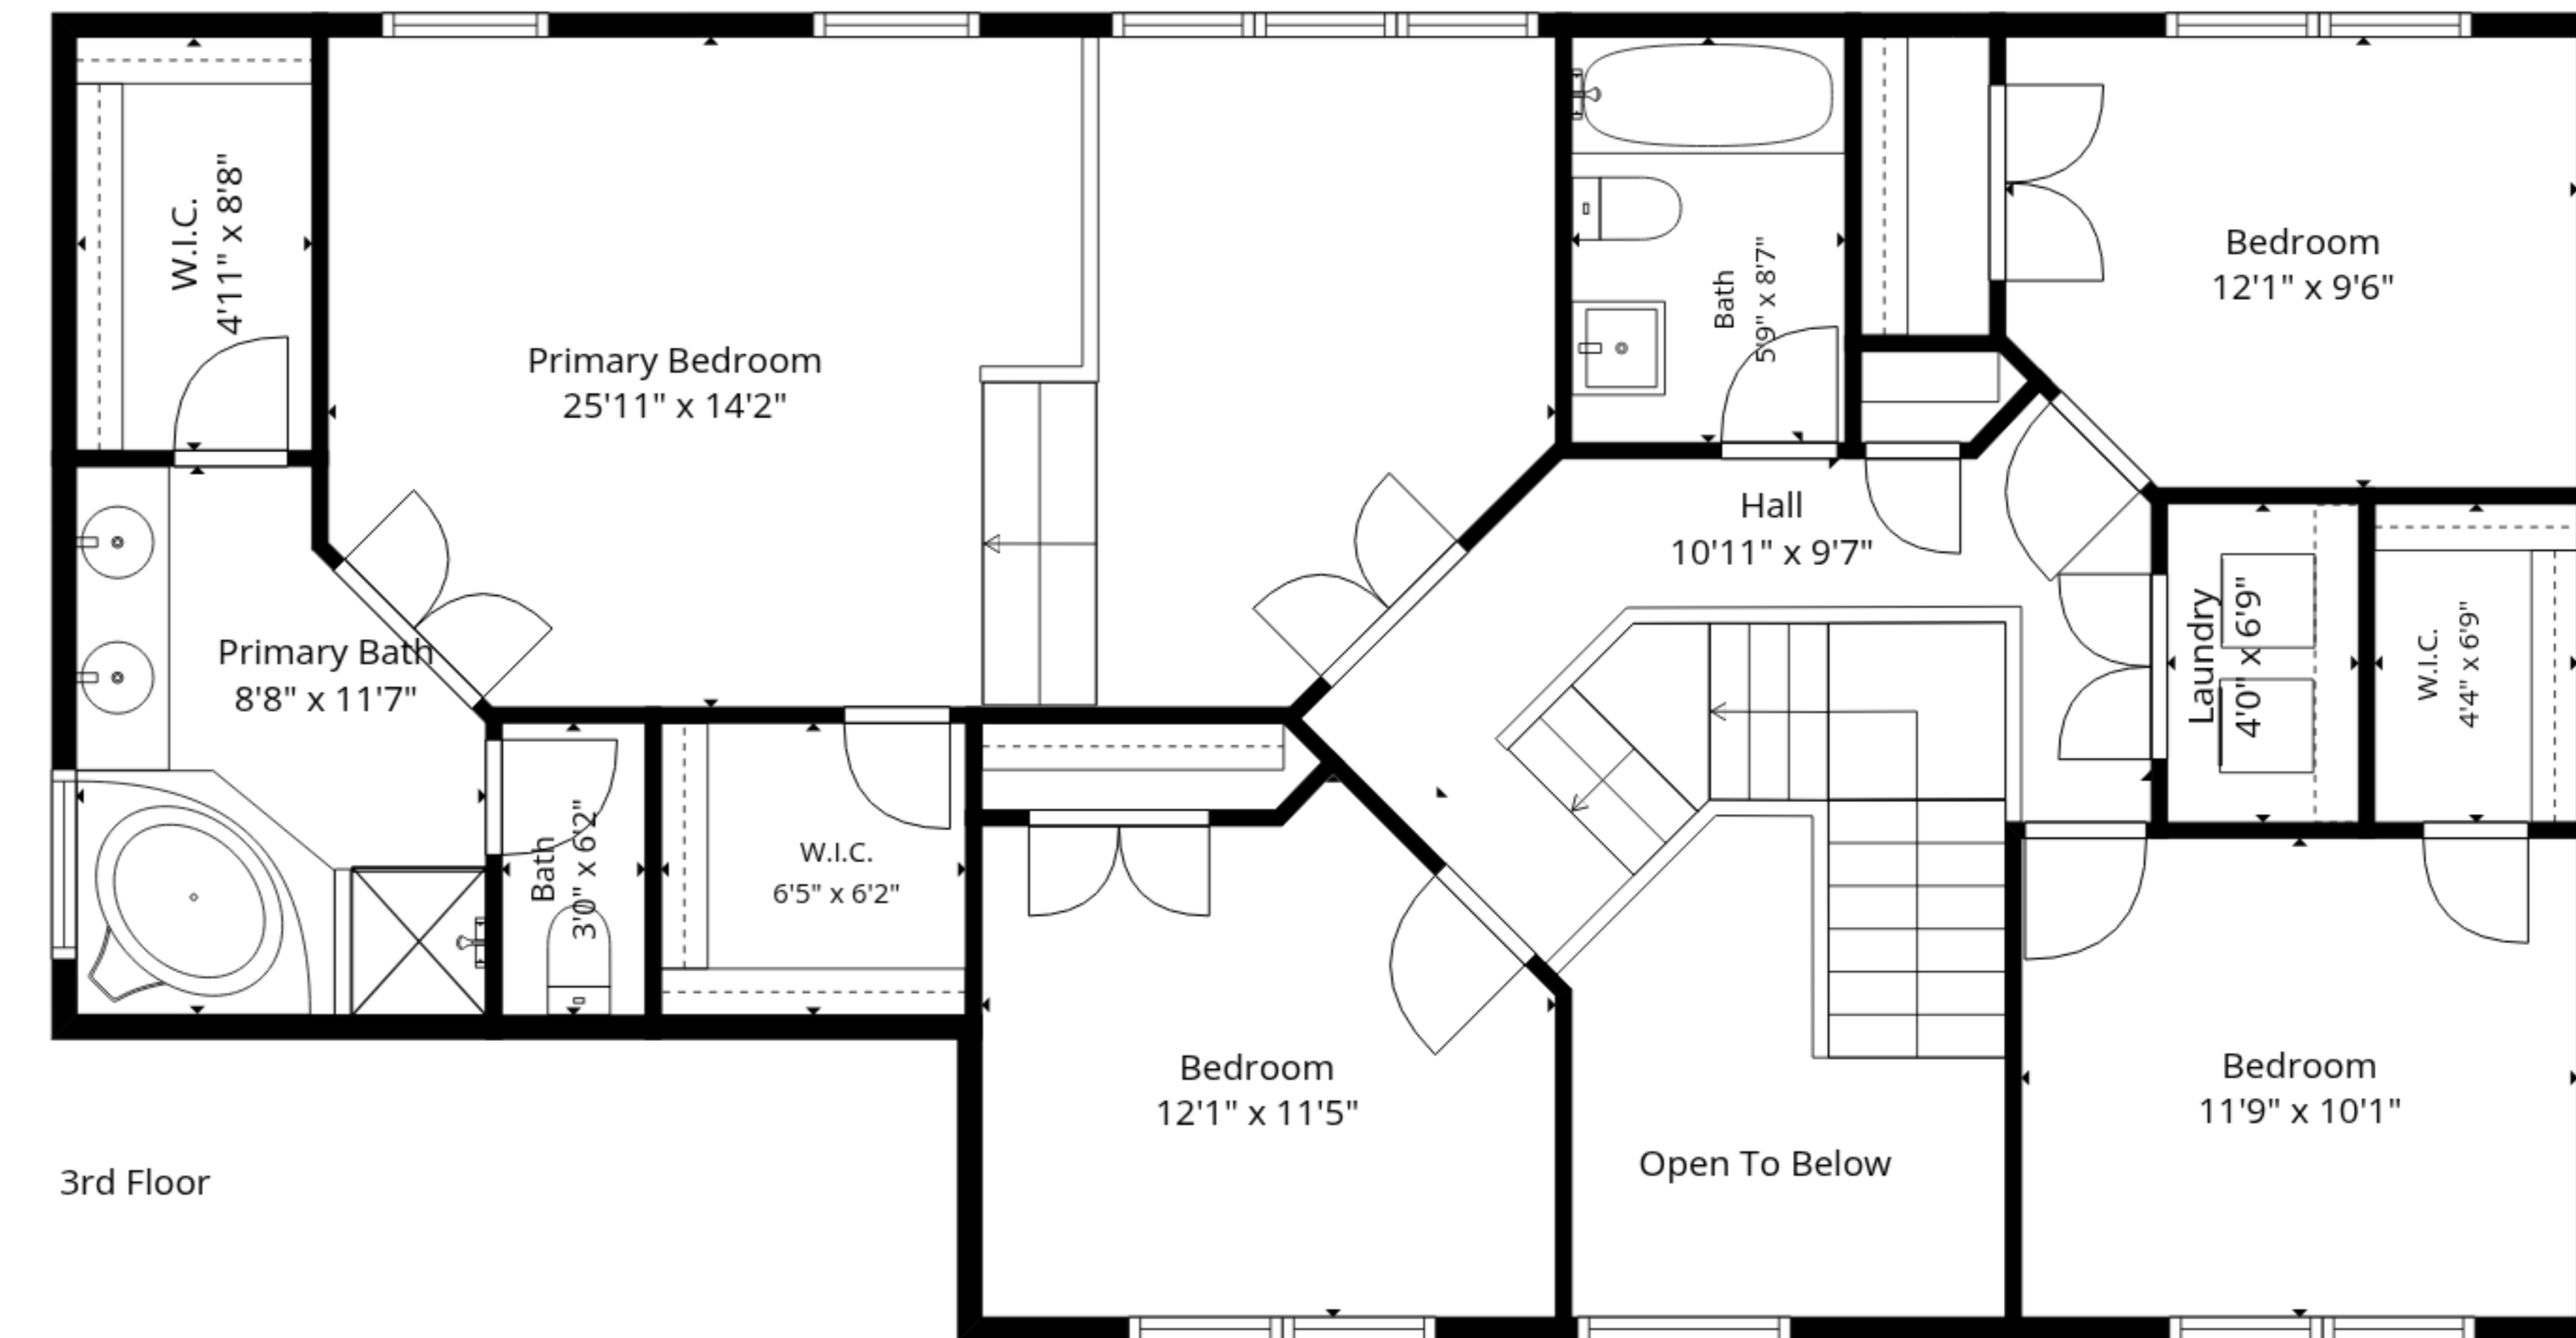 W.I.C.
4'11" x 8'8"
Primary Bedroom
25'11" x 14'2"
Bath
5'9" x 8'7"
Bedroom
12'1" x 9'6"
Hall
10'11" x 9'7"
Primary Bath
8'8" x 11'7"
Laundry
4'0" x 6'9"
W.I.C.
4'4" x 6'9"
Bath
3'0" x 6'2"
W.I.C.
6'5" x 6'2"
Bedroom
12'1" x 11'5"
Bedroom
11'9" x 10'1"
Open To Below
3rd Floor